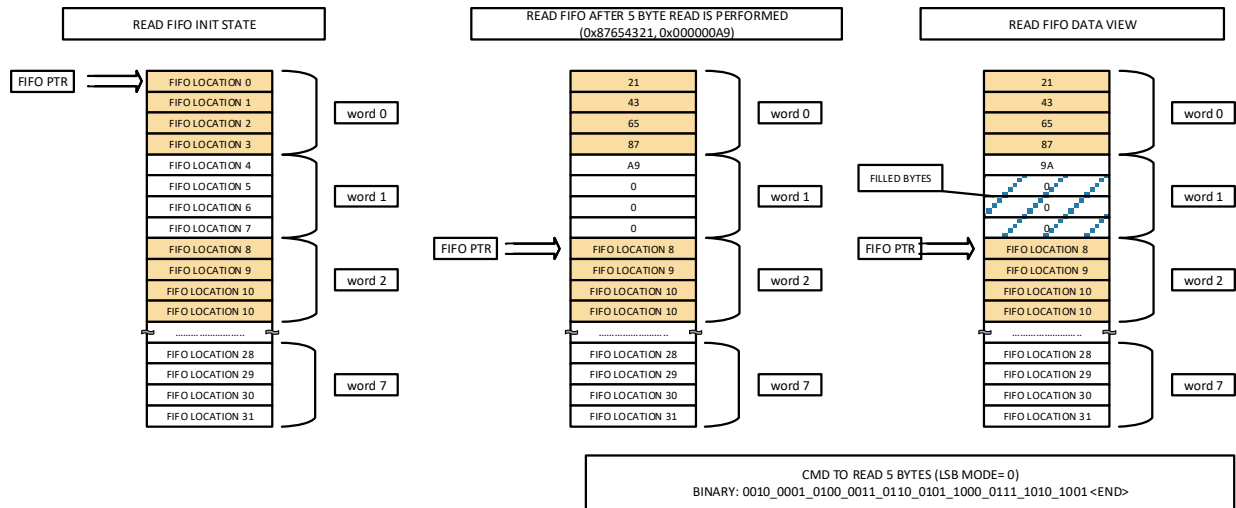 READ FIFO INIT STATE
READ FIFO AFTER 5 BYTE READ IS PERFORMED
(0x87654321, 0x000000A9)
READ FIFO DATA VIEW
FIFO PTR
FIFO LOCATION 0
FIFO LOCATION 1
FIFO LOCATION 2
FIFO LOCATION 3
FIFO LOCATION 4
FIFO LOCATION 5
FIFO LOCATION 6
FIFO LOCATION 7
FIFO LOCATION 8
FIFO LOCATION 9
FIFO LOCATION 10
FIFO LOCATION 10
.........................
FIFO LOCATION 28
FIFO LOCATION 29
FIFO LOCATION 30
FIFO LOCATION 31
word 0
word 1
word 2
word 7
FIFO PTR
21
43
65
87
A9
0
0
0
FIFO LOCATION 8
FIFO LOCATION 9
FIFO LOCATION 10
FIFO LOCATION 10
.........................
FIFO LOCATION 28
FIFO LOCATION 29
FIFO LOCATION 30
FIFO LOCATION 31
word 0
word 1
word 2
word 7
FILLED BYTES
FIFO PTR
21
43
65
87
9A
0
0
0
FIFO LOCATION 8
FIFO LOCATION 9
FIFO LOCATION 10
FIFO LOCATION 10
.........................
FIFO LOCATION 28
FIFO LOCATION 29
FIFO LOCATION 30
FIFO LOCATION 31
word 0
word 1
word 2
word 7
CMD TO READ 5 BYTES (LSB MODE= 0)
BINARY: 0010_0001_0100_0011_0110_0101_1000_0111_1010_1001<END>